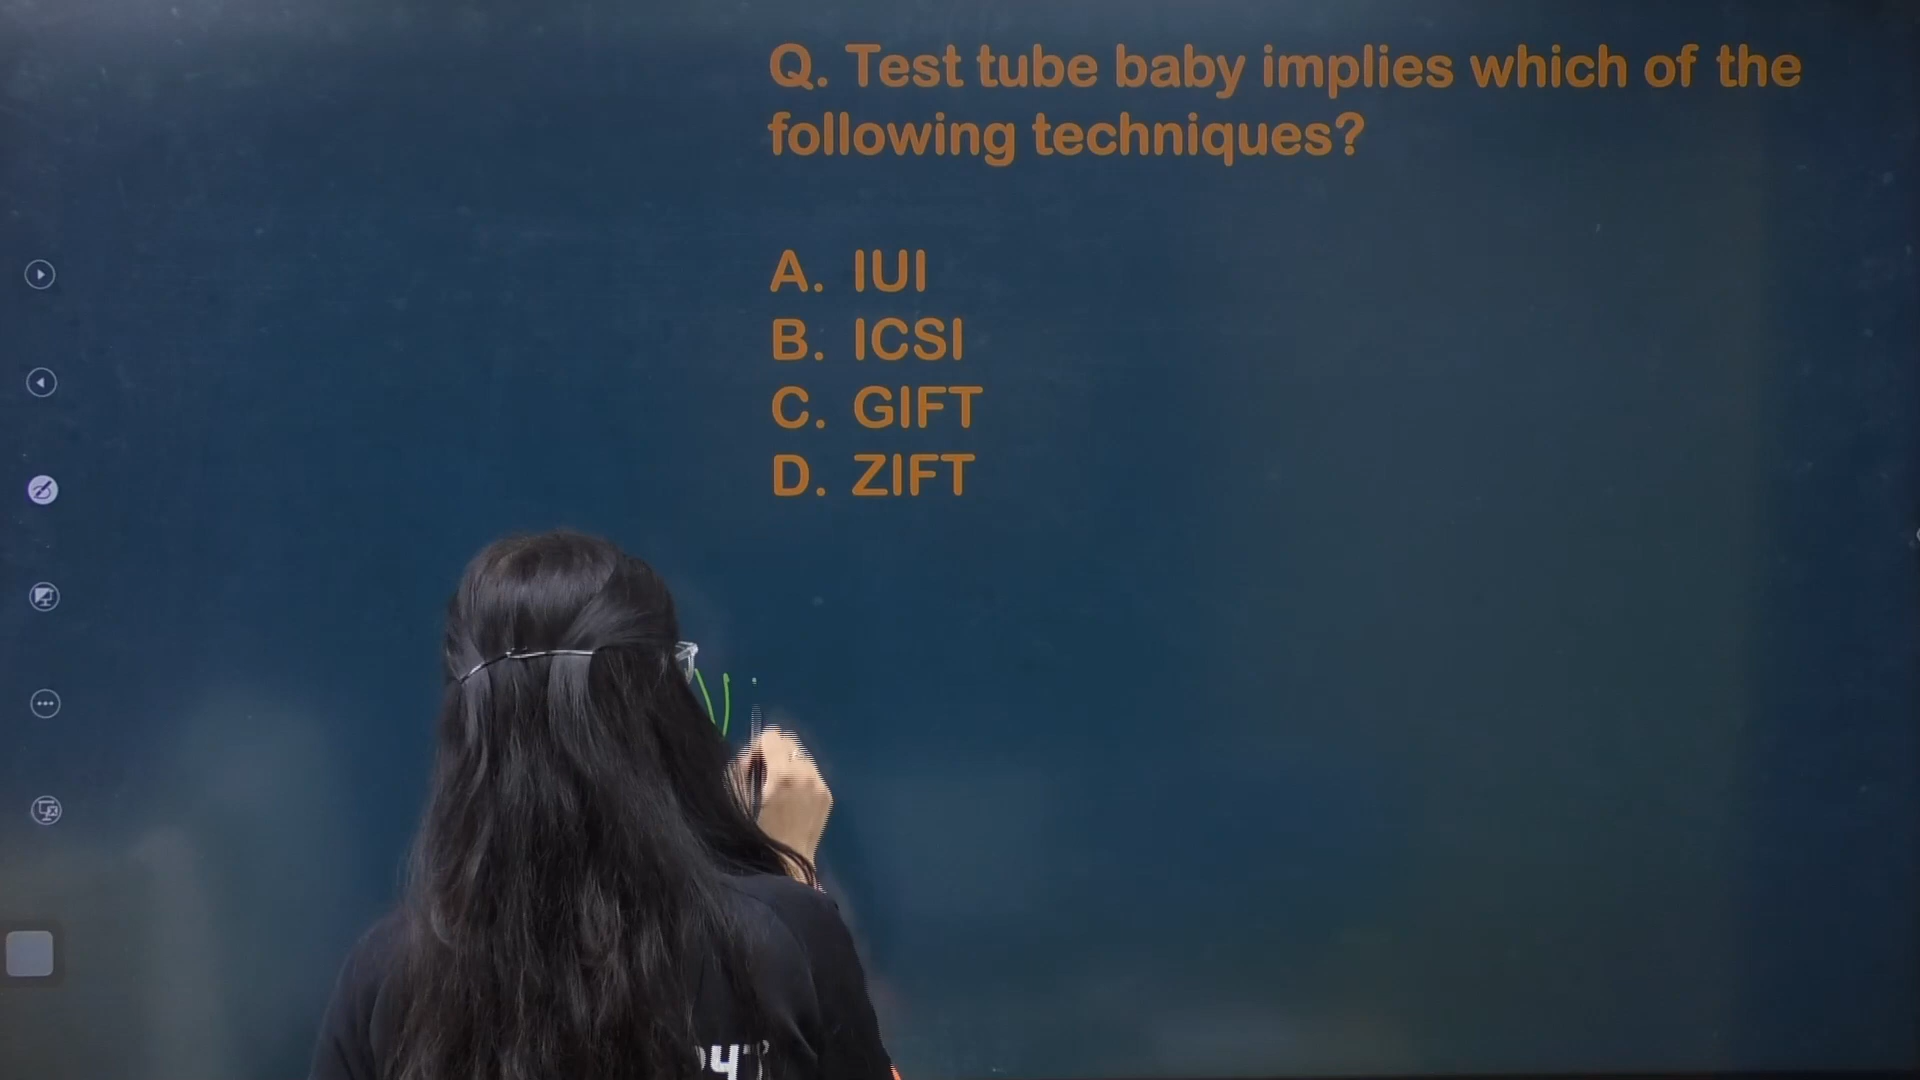 Q. Test tube baby implies which of the
following techniques?
A. IUI
B. ICSI
C. GIFT
D. ZIFT